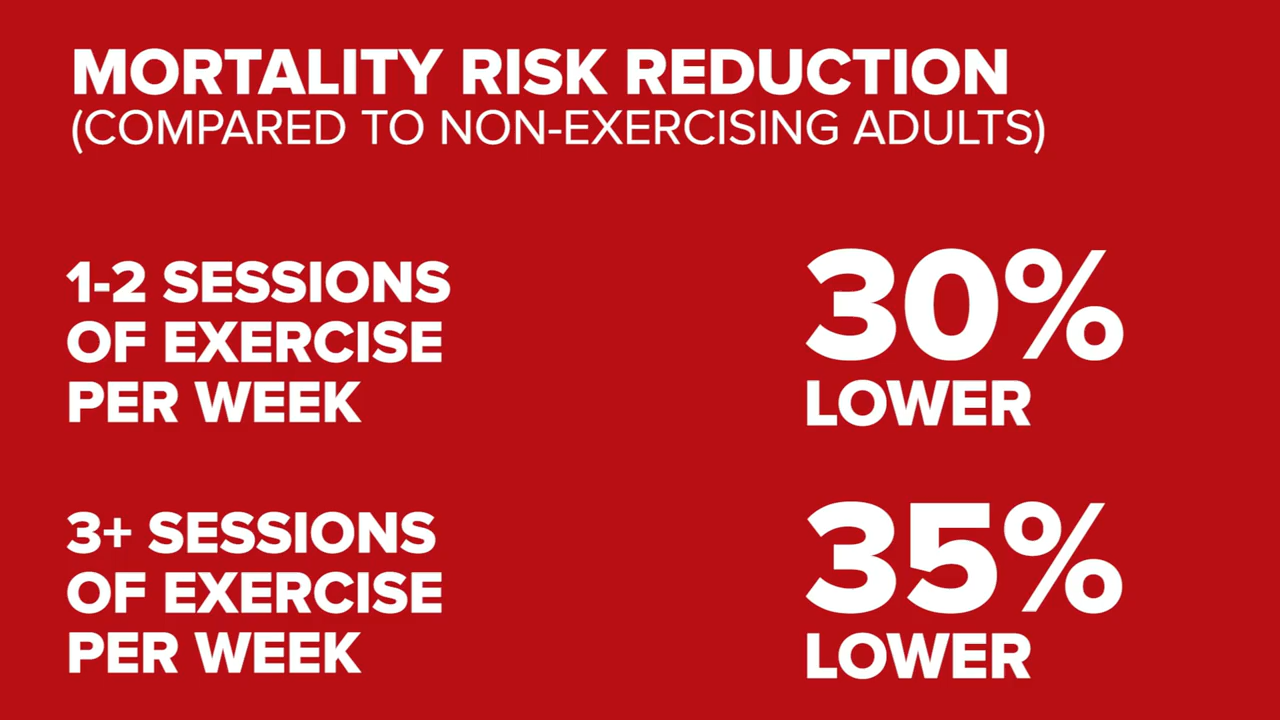 MORTALITY RISK REDUCTION
(COMPARED TO NON-EXERCISING ADULTS)
1-2 SESSIONS
OF EXERCISE
PER WEEK
30%
LOWER
3+ SESSIONS
OF EXERCISE
PER WEEK
35%
LOWER